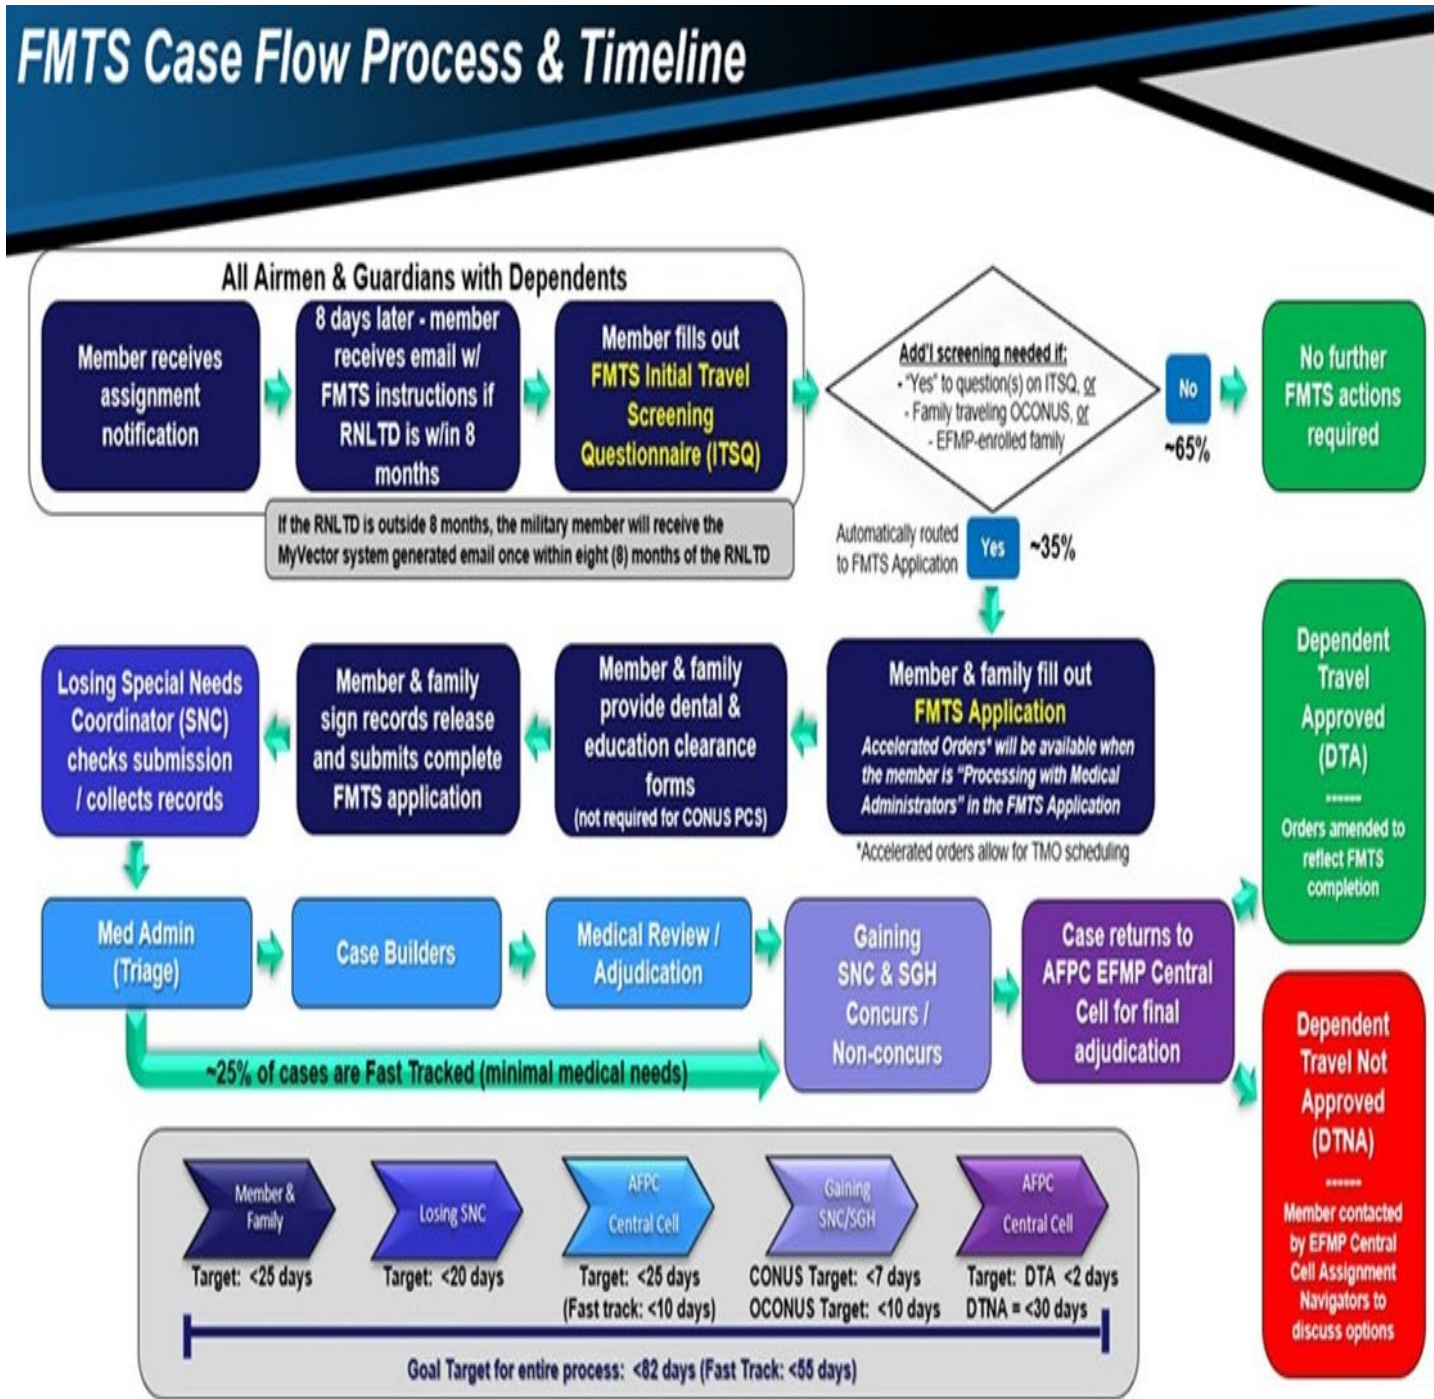 FMTS Case Flow Process & Timeline
All Airmen & Guardians with Dependents
Member receives
assignment
notification
8 days later - member
receives email w/
FMTS instructions if
RNLTD is w/in 8
months
Member fills out
FMTS Initial Travel
Screening
Questionnaire (ITSQ)
If the RNLTD is outside 8 months, the military member will receive the
MyVector system generated email once within eight (8) months of the RNLTD
Add'l screening needed if:
- "Yes" to question(s) on ITSQ, or
- Family traveling OCONUS, or
- EFMP-enrolled family
No
~65%
No further
FMTS actions
required
Automatically routed
to FMTS Application
Yes
~35%
Member & family fill out
FMTS Application
Accelerated Orders* will be available when
the member is "Processing with Medical
Administrators" in the FMTS Application
*Accelerated orders allow for TMO scheduling
Member & family
provide dental &
education clearance
forms
(not required for CONUS PCS)
Member & family
sign records release
and submits complete
FMTS application
Losing Special Needs
Coordinator (SNC)
checks submission
/ collects records
Med Admin
(Triage)
Case Builders
Medical Review /
Adjudication
Gaining
SNC & SGH
Concurs /
Non-concurs
Case returns to
AFPC EFMP Central
Cell for final
adjudication
~25% of cases are Fast Tracked (minimal medical needs)
Dependent
Travel
Approved
(DTA)
------
Orders amended to
reflect FMTS
completion
Dependent
Travel Not
Approved
(DTNA)
------
Member contacted
by EFMP Central
Cell Assignment
Navigators to
discuss options
Member &
Family
Target: <25 days
Losing SNC
Target: <20 days
AFPC
Central Cell
Target: <25 days
(Fast track: <10 days)
Gaining
SNC/SGH
CONUS Target: <7 days
OCONUS Target: <10 days
AFPC
Central Cell
Target: DTA <2 days
DTNA = <30 days
Goal Target for entire process: <82 days (Fast Track: <55 days)